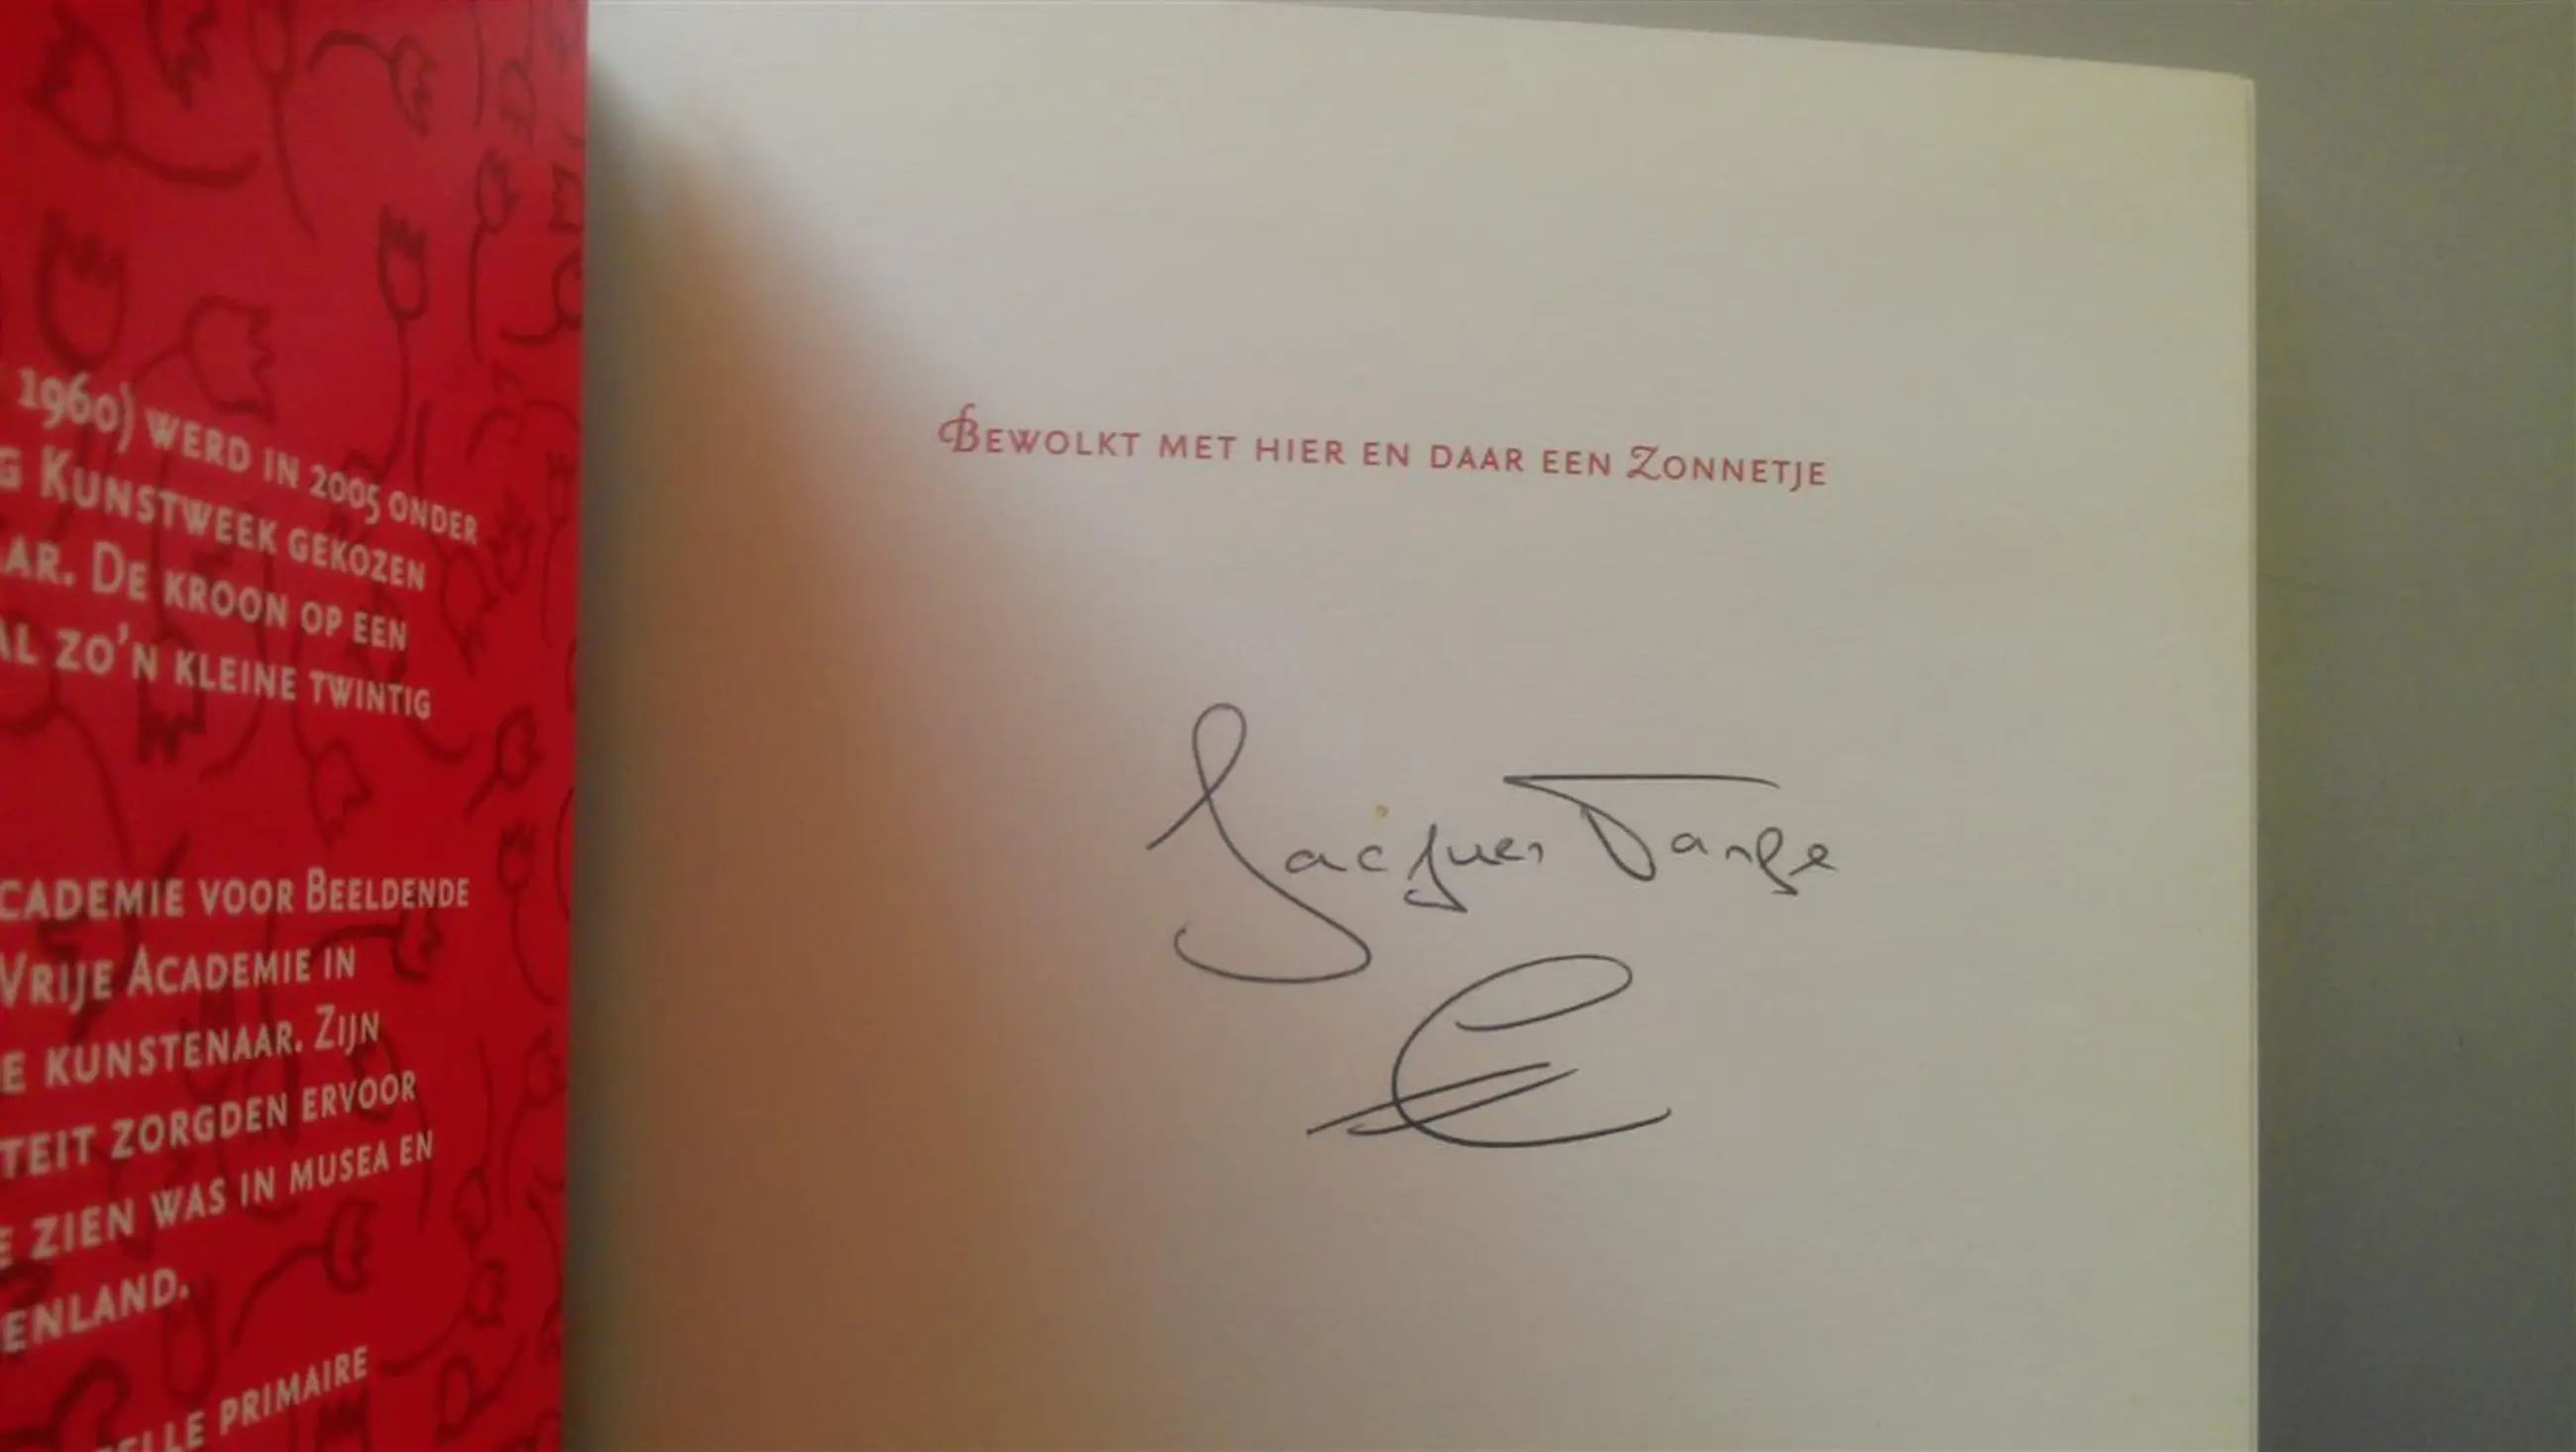 1960) WERD IN 2005 ONDER
G KUNSTWEEK GEKOZEN
AR. DE KROON OP EEN
AL ZO'N KLEINE TWINTIG
CADEMIE VOOR BEELDENDE
VRIJE ACADEMIE IN
E KUNSTENAAR. ZIJN
TEIT ZORGDEN ERVOOR
E ZIEN WAS IN MUSEA EN
ENLAND.
ELLE PRIMAIRE
BEWOLKT MET HIER EN DAAR EEN ZONNETJE
Jacques Tange